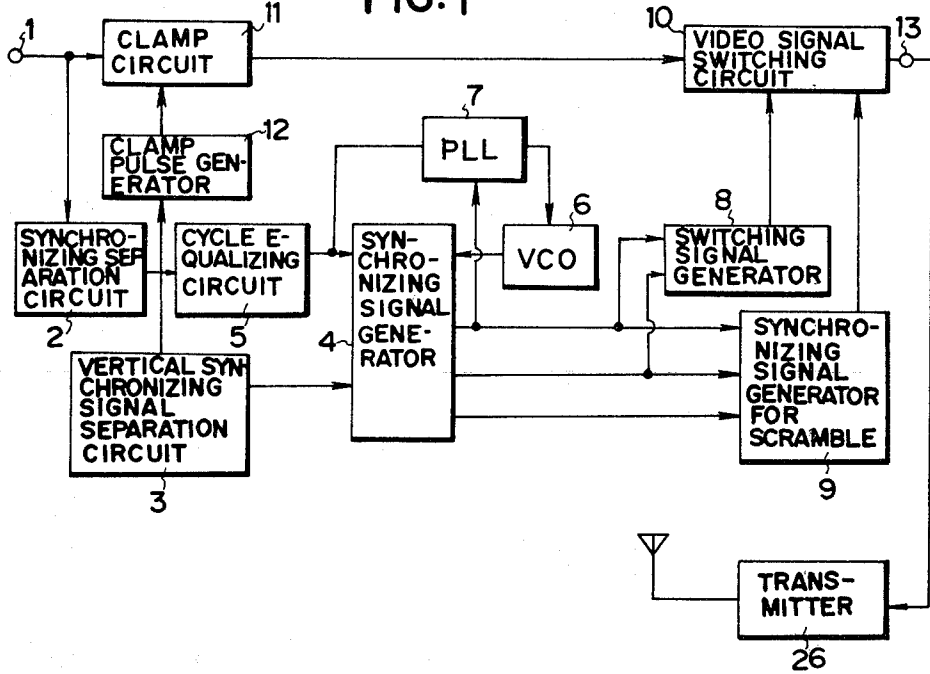 FIG. 1
1
11
CLAMP
CIRCUIT
10
VIDEO SIGNAL
SWITCHING
CIRCUIT
13
12
CLAMP
PULSE GEN-
ERATOR
7
PLL
SYNCHRO-
NIZING SEP
ARATION
CIRCUIT
2
CYCLE E-
QUALIZING
CIRCUIT
5
SYN-
CHRO-
NIZING
SIGNAL
GENE-
RATOR
4
6
VCO
8
SWITCHING
SIGNAL
GENERATOR
VERTICAL SYN-
CHRONIZING
SIGNAL
SEPARATION
CIRCUIT
3
SYNCHRO-
NIZING
SIGNAL
GENERATOR
FOR
SCRAMBLE
9
TRANS-
MITTER
26